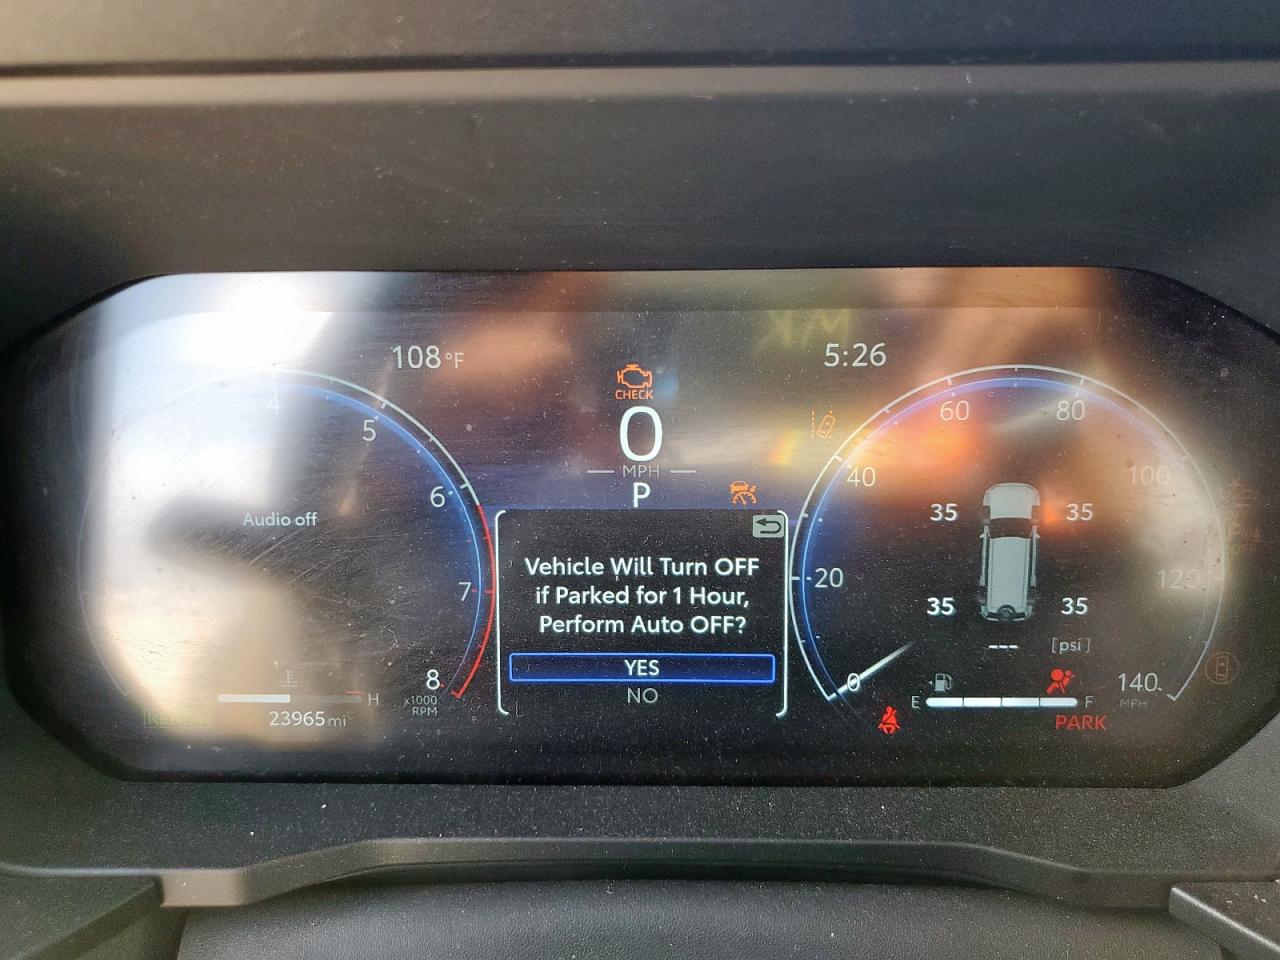 108°F
5:26
CHECK
0
MPH
P
4
5
6
7
8
x1000
RPM
Audio off
H
23965 mi
Vehicle Will Turn OFF
if Parked for 1 Hour,
Perform Auto OFF?
YES
NO
0
20
40
60
80
100
120
140
MPH
35
35
35
35
---
[psi]
E
F
PARK